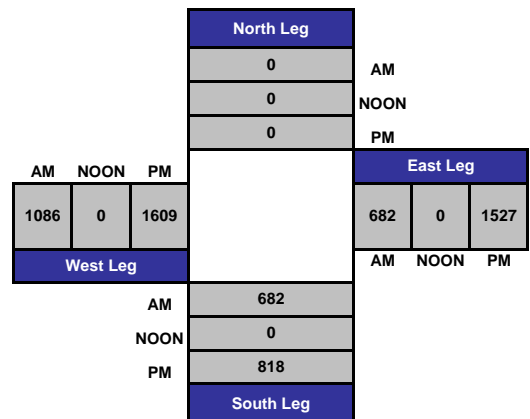 North Leg
0 AM
0 NOON
0 PM
East Leg
AM NOON PM
1086 0 1609
682 0 1527
West Leg
AM NOON PM
AM 682
NOON 0
PM 818
South Leg